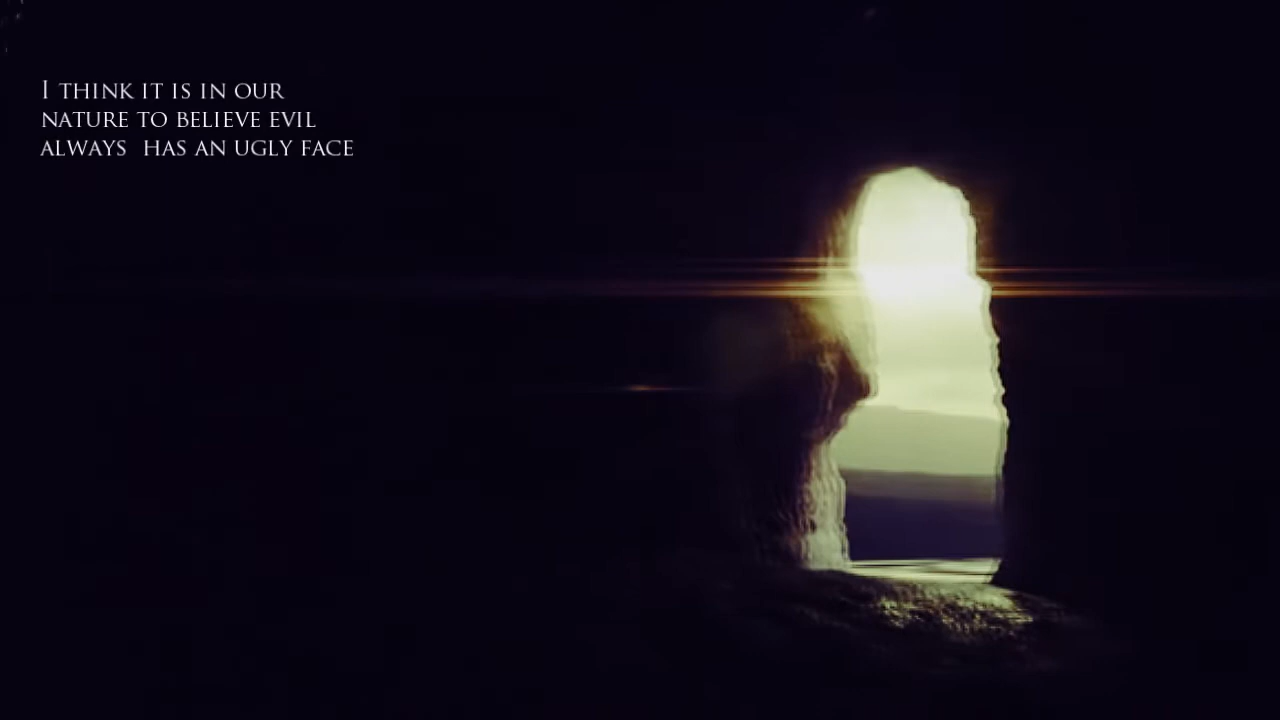 I THINK IT IS IN OUR
NATURE TO BELIEVE EVIL
ALWAYS  HAS AN UGLY FACE